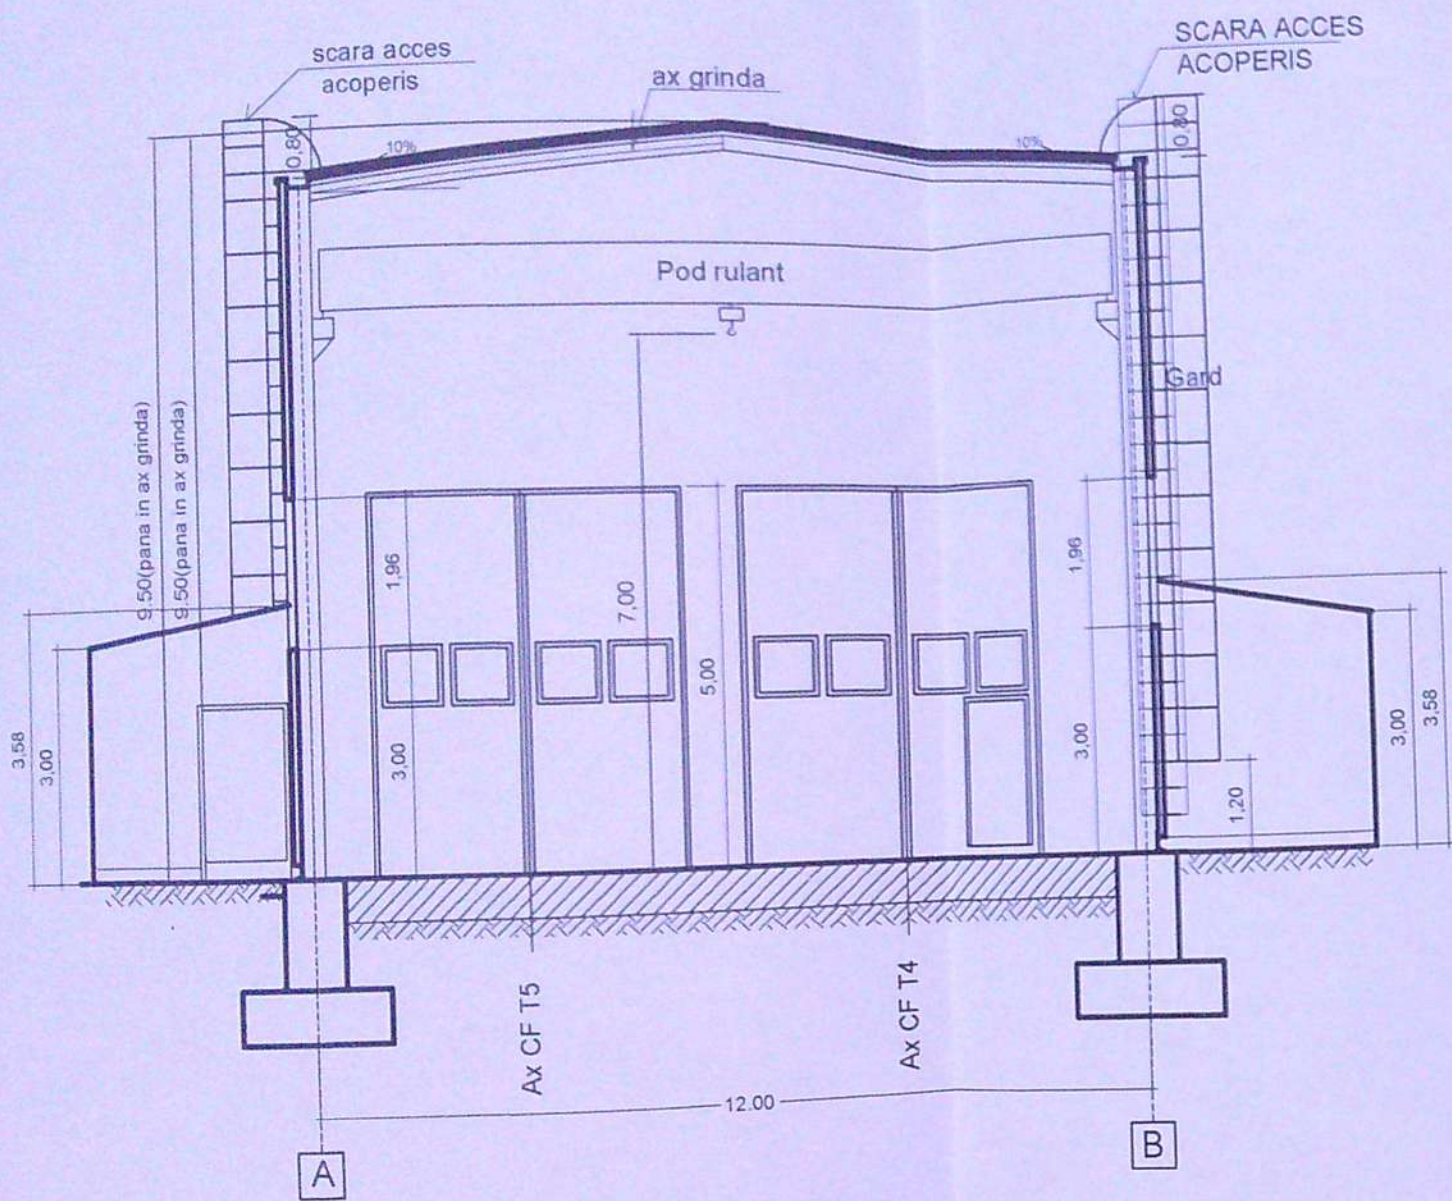 scara acces
acoperis
ax grinda
SCARA ACCES
ACOPERIS
0,80
10%
10%
0,80
Pod rulant
Gard
9.50(pana in ax grinda)
9.50(pana in ax grinda)
1,96
7,00
1,96
5,00
3,58
3,00
3,00
3,00
1,20
3,00
3,58
Ax CF T5
Ax CF T4
12.00
A
B